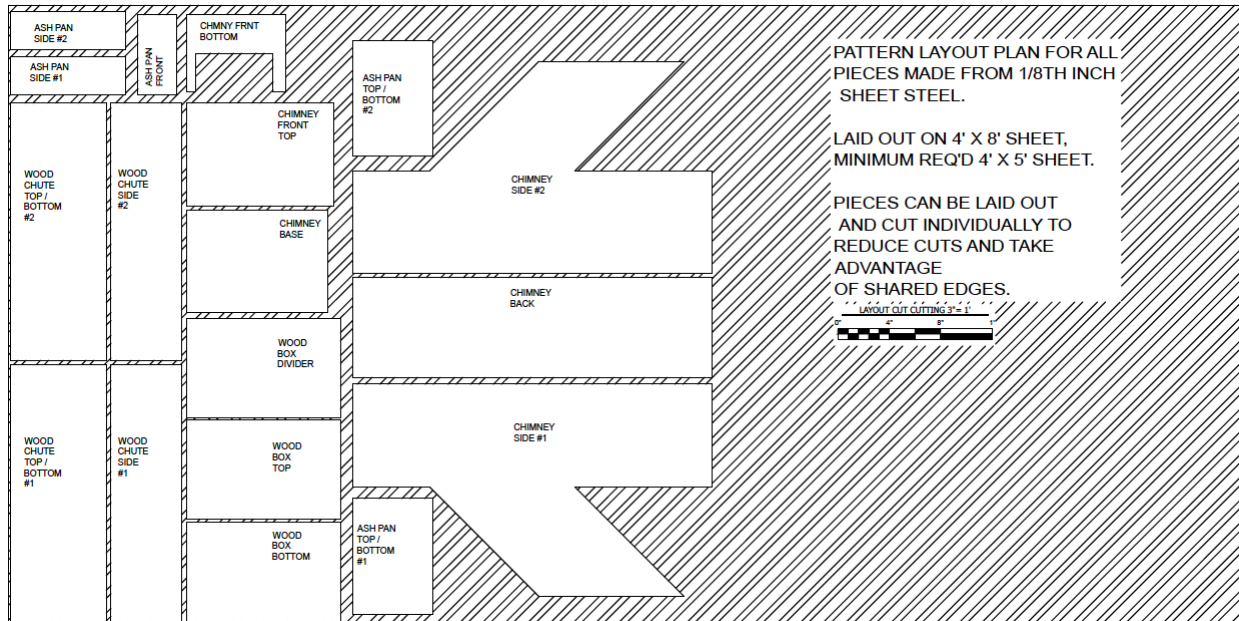 ASH PAN
SIDE #2
ASH PAN
SIDE #1
ASH PAN
FRONT
CHMNY FRNT
BOTTOM
ASH PAN
TOP /
BOTTOM
#2
CHIMNEY
FRONT
TOP
WOOD
CHUTE
TOP /
BOTTOM
#2
WOOD
CHUTE
SIDE
#2
CHIMNEY
SIDE #2
CHIMNEY
BASE
CHIMNEY
BACK
WOOD
BOX
DIVIDER
WOOD
CHUTE
TOP /
BOTTOM
#1
WOOD
CHUTE
SIDE
#1
WOOD
BOX
TOP
CHIMNEY
SIDE #1
WOOD
BOX
BOTTOM
ASH PAN
TOP /
BOTTOM
#1
PATTERN LAYOUT PLAN FOR ALL
PIECES MADE FROM 1/8TH INCH
SHEET STEEL.
LAID OUT ON 4' X 8' SHEET,
MINIMUM REQ'D 4' X 5' SHEET.
PIECES CAN BE LAID OUT
AND CUT INDIVIDUALLY TO
REDUCE CUTS AND TAKE
ADVANTAGE
OF SHARED EDGES.
LAYOUT CUT CUTTING 3"= 1'
0" 4" 8" 1'